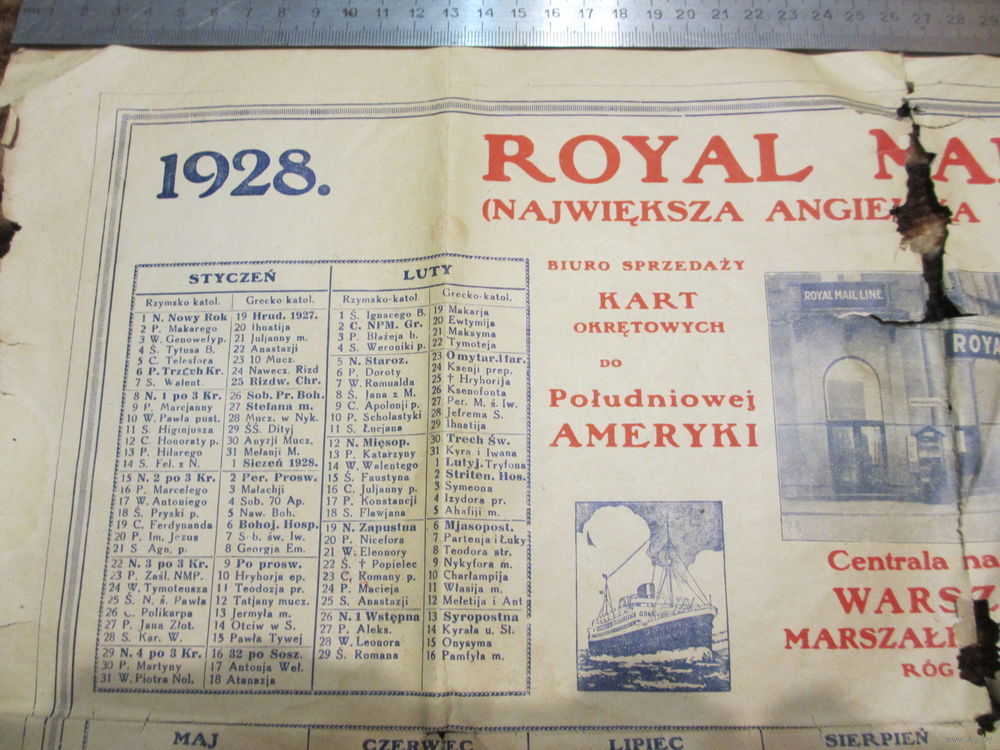 1928.
ROYAL
(NAJWIĘKSZA
BIURO SPRZEDAŻY
KART
OKRĘTOWYCH
DO
Południowej
AMERYKI
ROYAL MAIL LINE
ROYA
Centrala na
WARSZ
MARSZAŁ
RÓG
STYCZEŃ
Rzymsko katol.
1 N. Nowy Rok
2 P. Makarego
3 W. Genowefy p.
4 Ś. Tytusa B.
5 C. Telesfora
6 P. Trzech Kr.
7 S. Walent.
8 N. 1 po 3 Kr.
9 P. Marcjanny
10 W. Pawła pust.
11 S. Higinjusza
12 C. Honoraty p.
13 P. Hilarego
14 S. Fel. z N.
15 N. 2 po 3 Kr.
16 P. Marcelego
17 W. Antoniego
18 Ś. Pryski p.
19 C. Ferdynanda
20 P. Im. Jezus
21 S Agn. p.
22 N. 3 po 3 Kr.
23 P. Zaśl. NMP.
24 W. Tymoteusza
25 Ś. N. ś. Pawła
26 Polikarpa
27 P. Jana Złot.
28 S. Kar. W.
29 N. 4 po 3 Kr.
30 P. Martyny
31 W. Piotra Nol.
Grecko katol.
19 Hrud. 1927.
20 Ihnatija
21 Juljanny m.
22 Anastazji
23 10 Mucz.
24 Nawecz. Rizd
25 Rizdw. Chr.
26 Sob. Pr. Boh.
27 Stefana m.
28 Mucz. w Nyk.
29 ŚŚ. Dityj
30 Anyzji Mucz.
31 Melanji M.
1 Siczeń 1928.
2 Per. Prosw.
3 Małachji
4 Sob. 70 Ap.
5 Naw. Boh.
6 Bohoj. Hosp.
7 S-b. św. Iw.
8 Georgja Em.
9 Po prosw.
10 Hryhorja ep.
11 Teodozja pr.
12 Tatjany mucz.
13 Jermyła m.
14 Otciw w S.
15 Pawła Tywej
16 32 po Sosz.
17 Antonja Weł.
18 Atanazja
LUTY
Rzymsko-katol.
1 Ś. Ignacego B.
2 C. NPM. Gr.
3 P. Błażeja b.
4 S. Weroniki p.
5 N. Staroz.
6 P. Doroty
7 W. Romualda
8 Ś. Jana z M.
9 C. Apolonji p.
10 P. Scholastyki
11 S. Łucjana
12 N. Mięsop.
13 P. Katarzyny
14 W. Walentego
15 Ś. Faustyna
16 C. Juljanny p.
17 P. Konstancji
18 S. Flawjana
19 N. Zapustna
20 P. Nicefora
21 W. Eleonory
22 Ś. † Popielec
23 C. Romany p.
24 P. Macieja
25 S. Anastazji
26 N. 1 Wstępna
27 P. Aleks.
28 W. Leonora
29 Ś. Romana
Grecko-katol.
19 Makarja
20 Ewtymija
21 Maksyma
22 Tymoteja
23 Omytar.i far.
24 Ksenji prep.
25 † Hryhorija
26 Ksenofonta
27 Per. M. ś. Iw.
28 Jefrema S.
29 Ihnatija
30 Trech Św.
31 Kyra i Iwana
1 Lutyj. Tryfona
2 Striten. Hos.
3 Symeona
4 Izydora pr.
5 Ahafiji m.
6 Mjasopost.
7 Partenja i Łuky
8 Teodora str.
9 Nykyfora m.
10 Charłampija
11 Własija m.
12 Meletija i Ant
13 Syropostna
14 Kyrała u. Sł.
15 Onysyma
16 Pamfyła m.
MAJ
CZERWIEC
LIPIEC
SIERPIEŃ